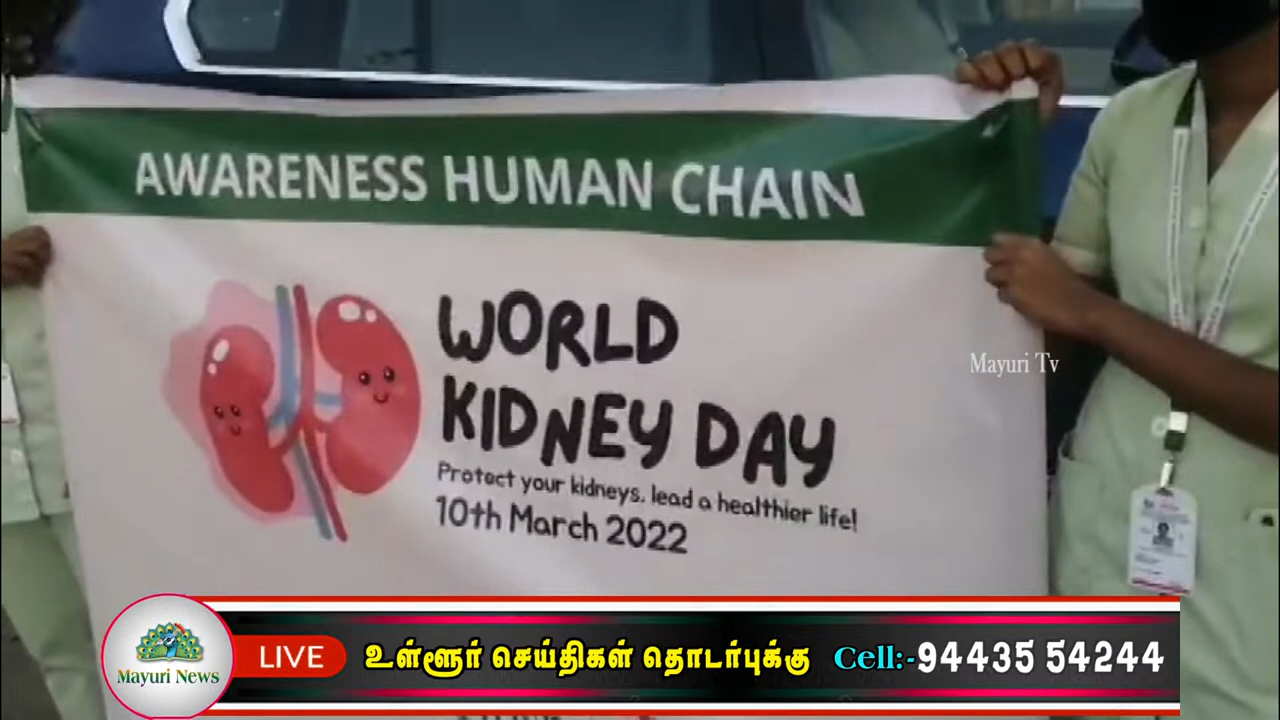 AWARENESS HUMAN CHAIN
WORLD
KIDNEY DAY
Protect your kidneys, lead a healthier life!
10th March 2022
Mayuri Tv
Mayuri News
LIVE
உள்ளூர் செய்திகள் தொடர்புக்கு Cell:-94435 54244